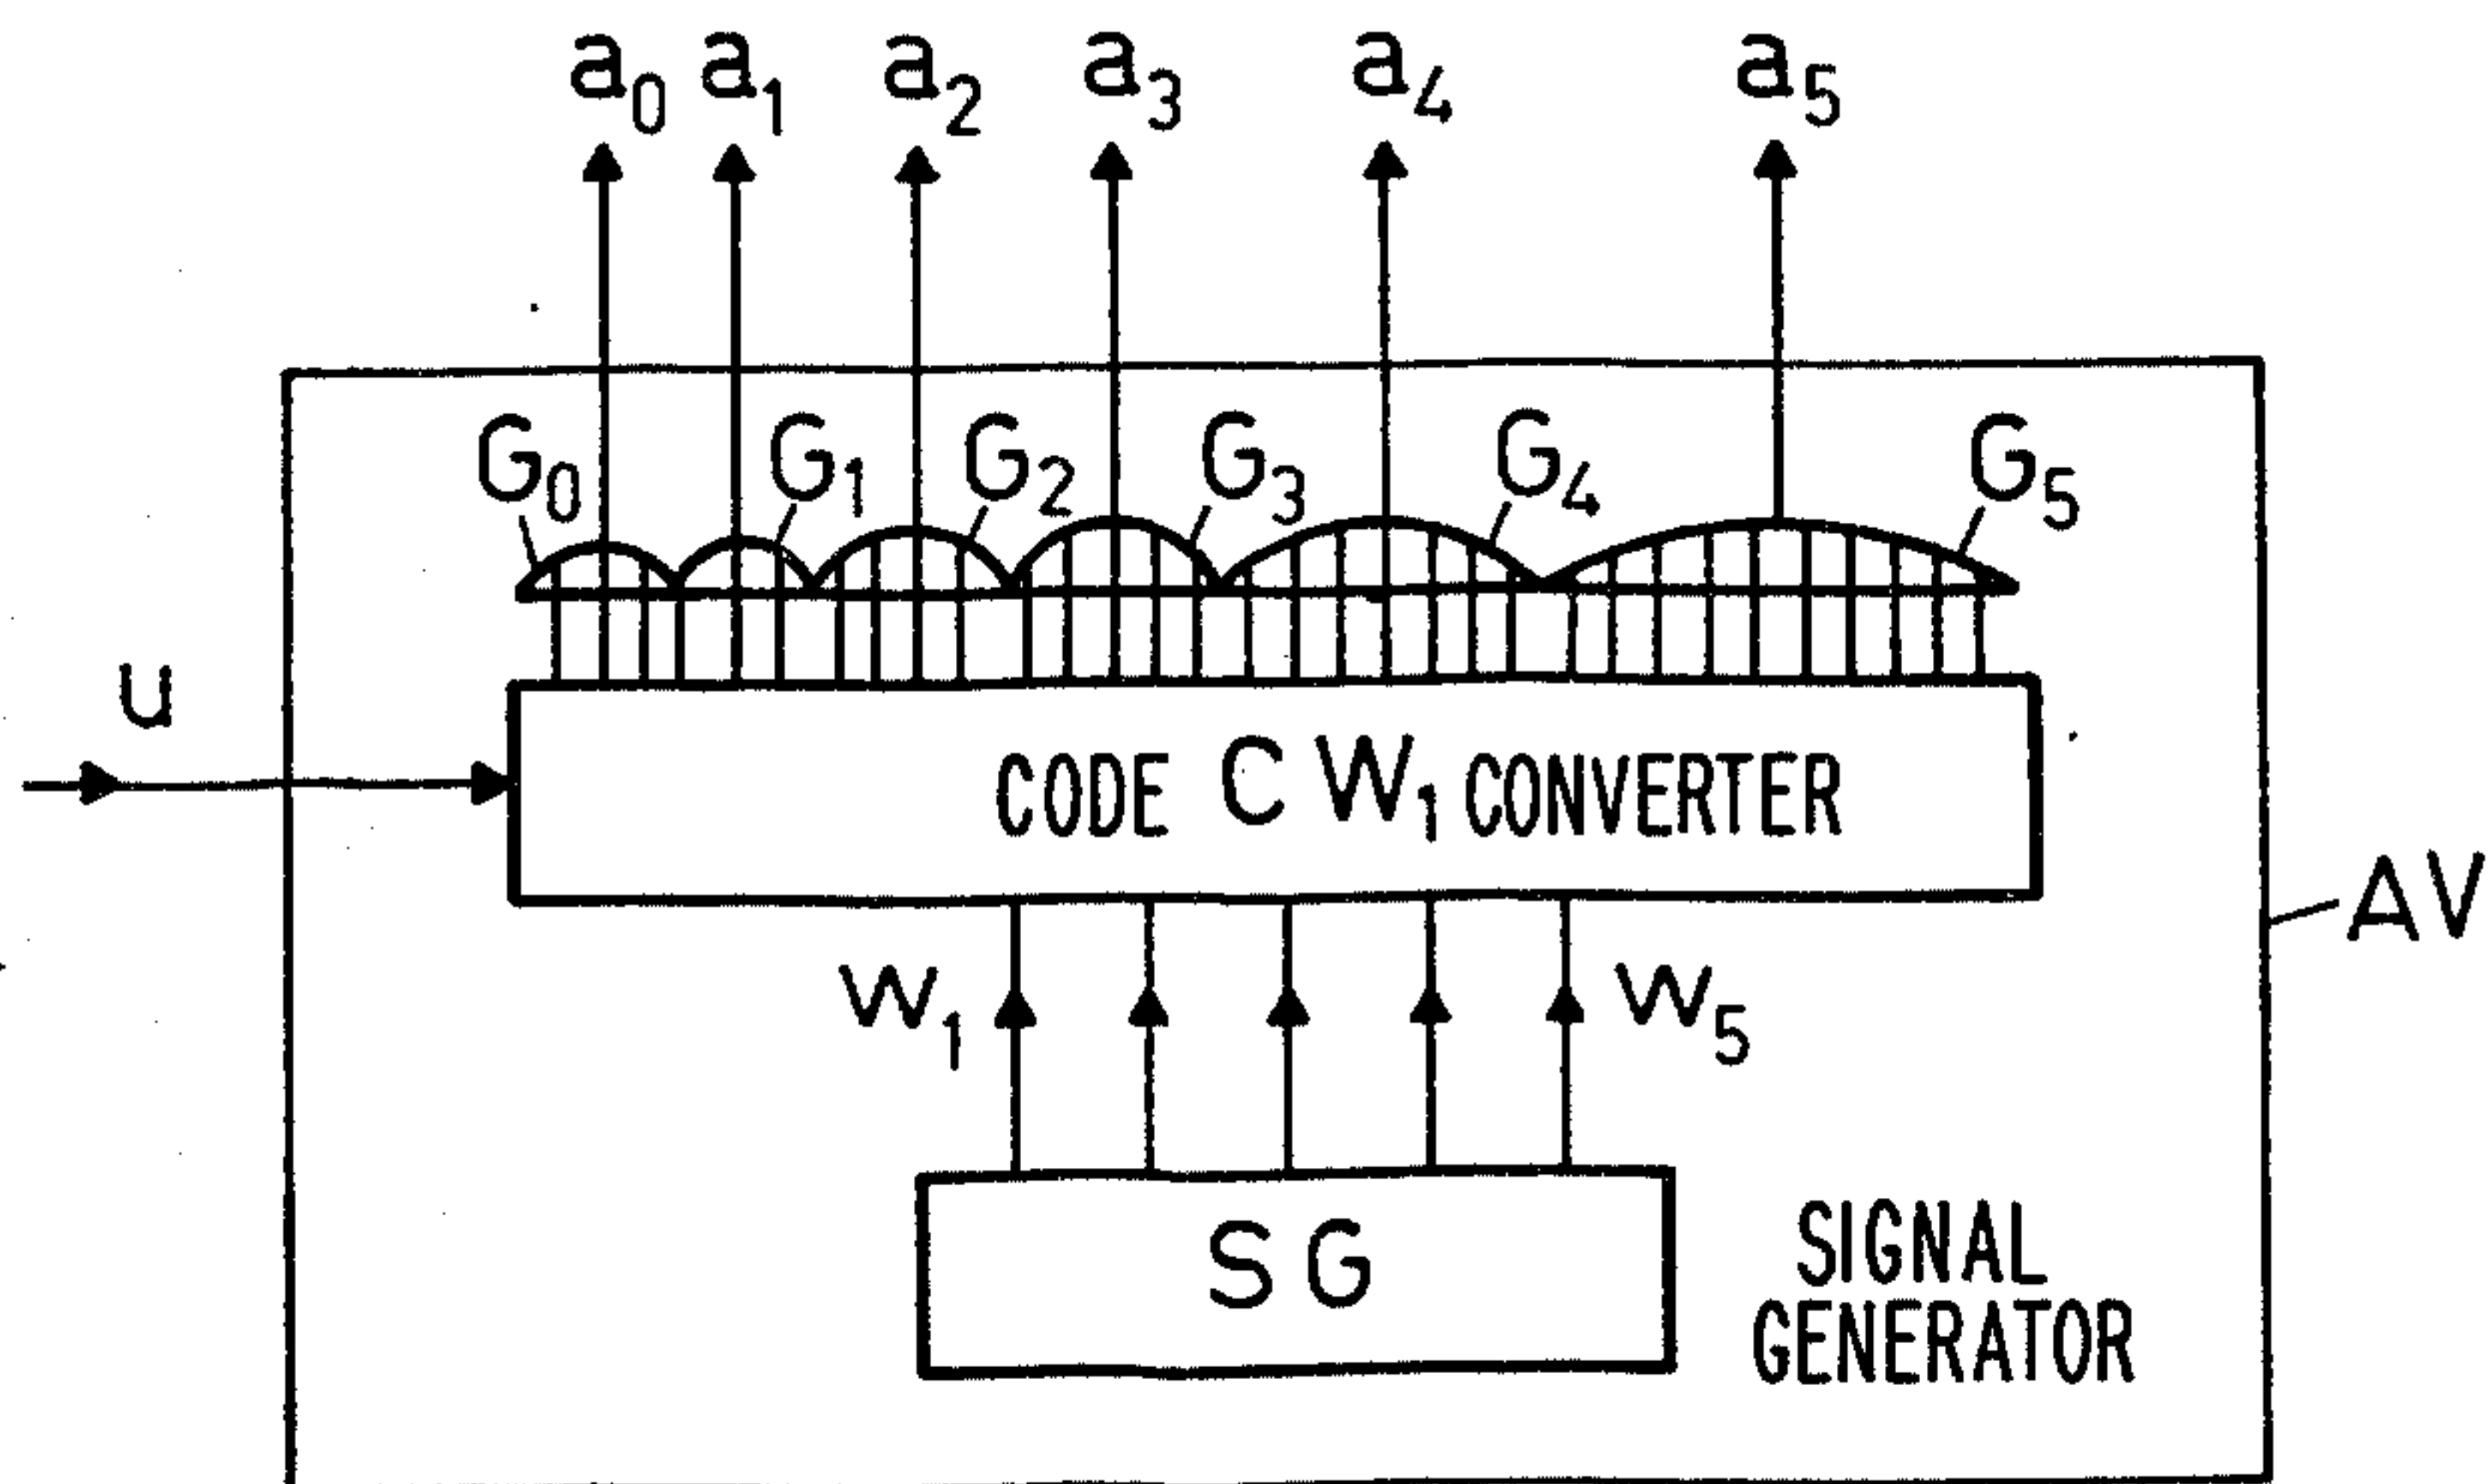 a0 a1 a2 a3 a4 a5
G0 G1 G2 G3 G4 G5
u
CODE CW1 CONVERTER
AV
w1 w5
SG
SIGNAL
GENERATOR